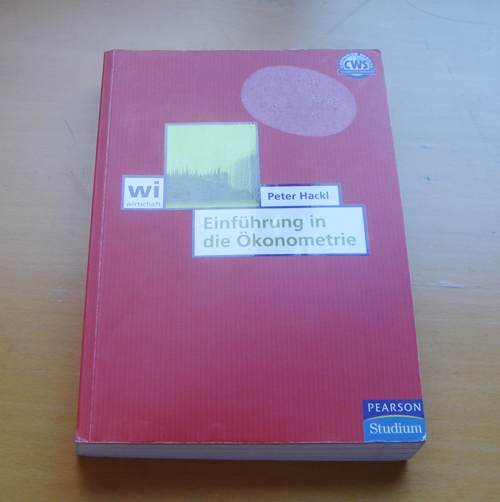 CWS
wi
wirtschaft
Peter Hackl
Einführung in
die Ökonometrie
PEARSON
Studium